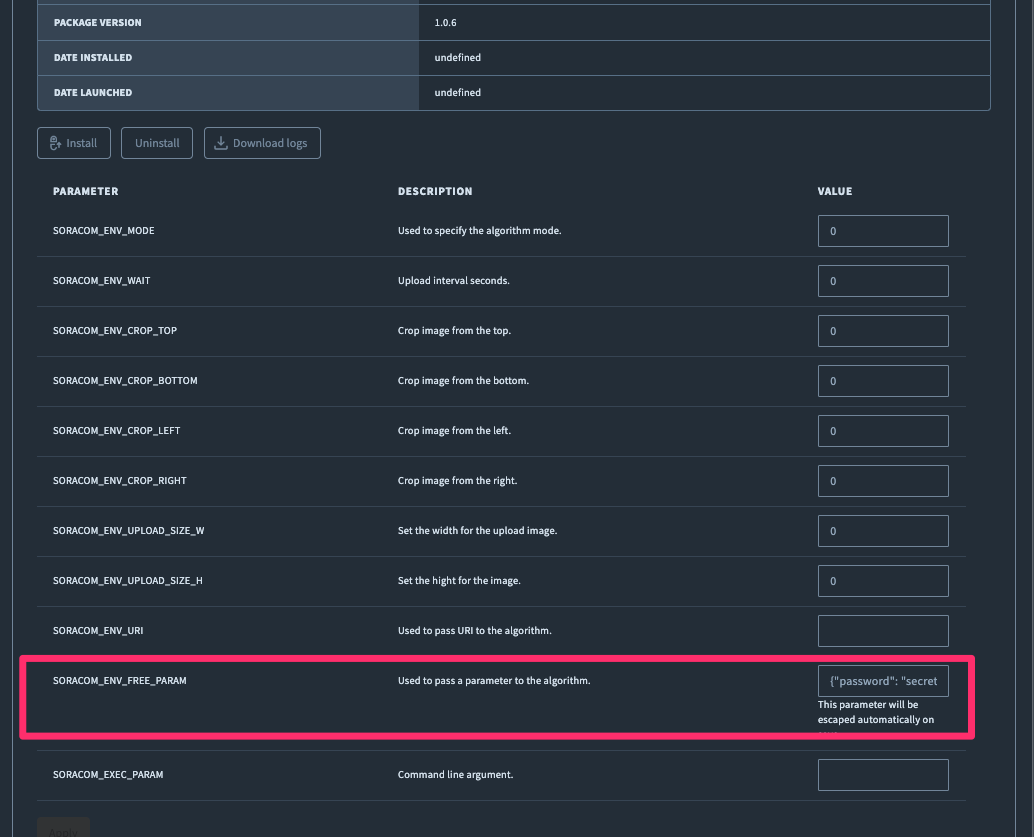 PACKAGE VERSION 1.0.6
DATE INSTALLED undefined
DATE LAUNCHED undefined
Install Uninstall Download logs
PARAMETER DESCRIPTION VALUE
SORACOM_ENV_MODE Used to specify the algorithm mode. 0
SORACOM_ENV_WAIT Upload interval seconds. 0
SORACOM_ENV_CROP_TOP Crop image from the top. 0
SORACOM_ENV_CROP_BOTTOM Crop image from the bottom. 0
SORACOM_ENV_CROP_LEFT Crop image from the left. 0
SORACOM_ENV_CROP_RIGHT Crop image from the right. 0
SORACOM_ENV_UPLOAD_SIZE_W Set the width for the upload image. 0
SORACOM_ENV_UPLOAD_SIZE_H Set the hight for the image. 0
SORACOM_ENV_URI Used to pass URI to the algorithm.
SORACOM_ENV_FREE_PARAM Used to pass a parameter to the algorithm. {"password": "secret
This parameter will be
escaped automatically on
SORACOM_EXEC_PARAM Command line argument.
Apply